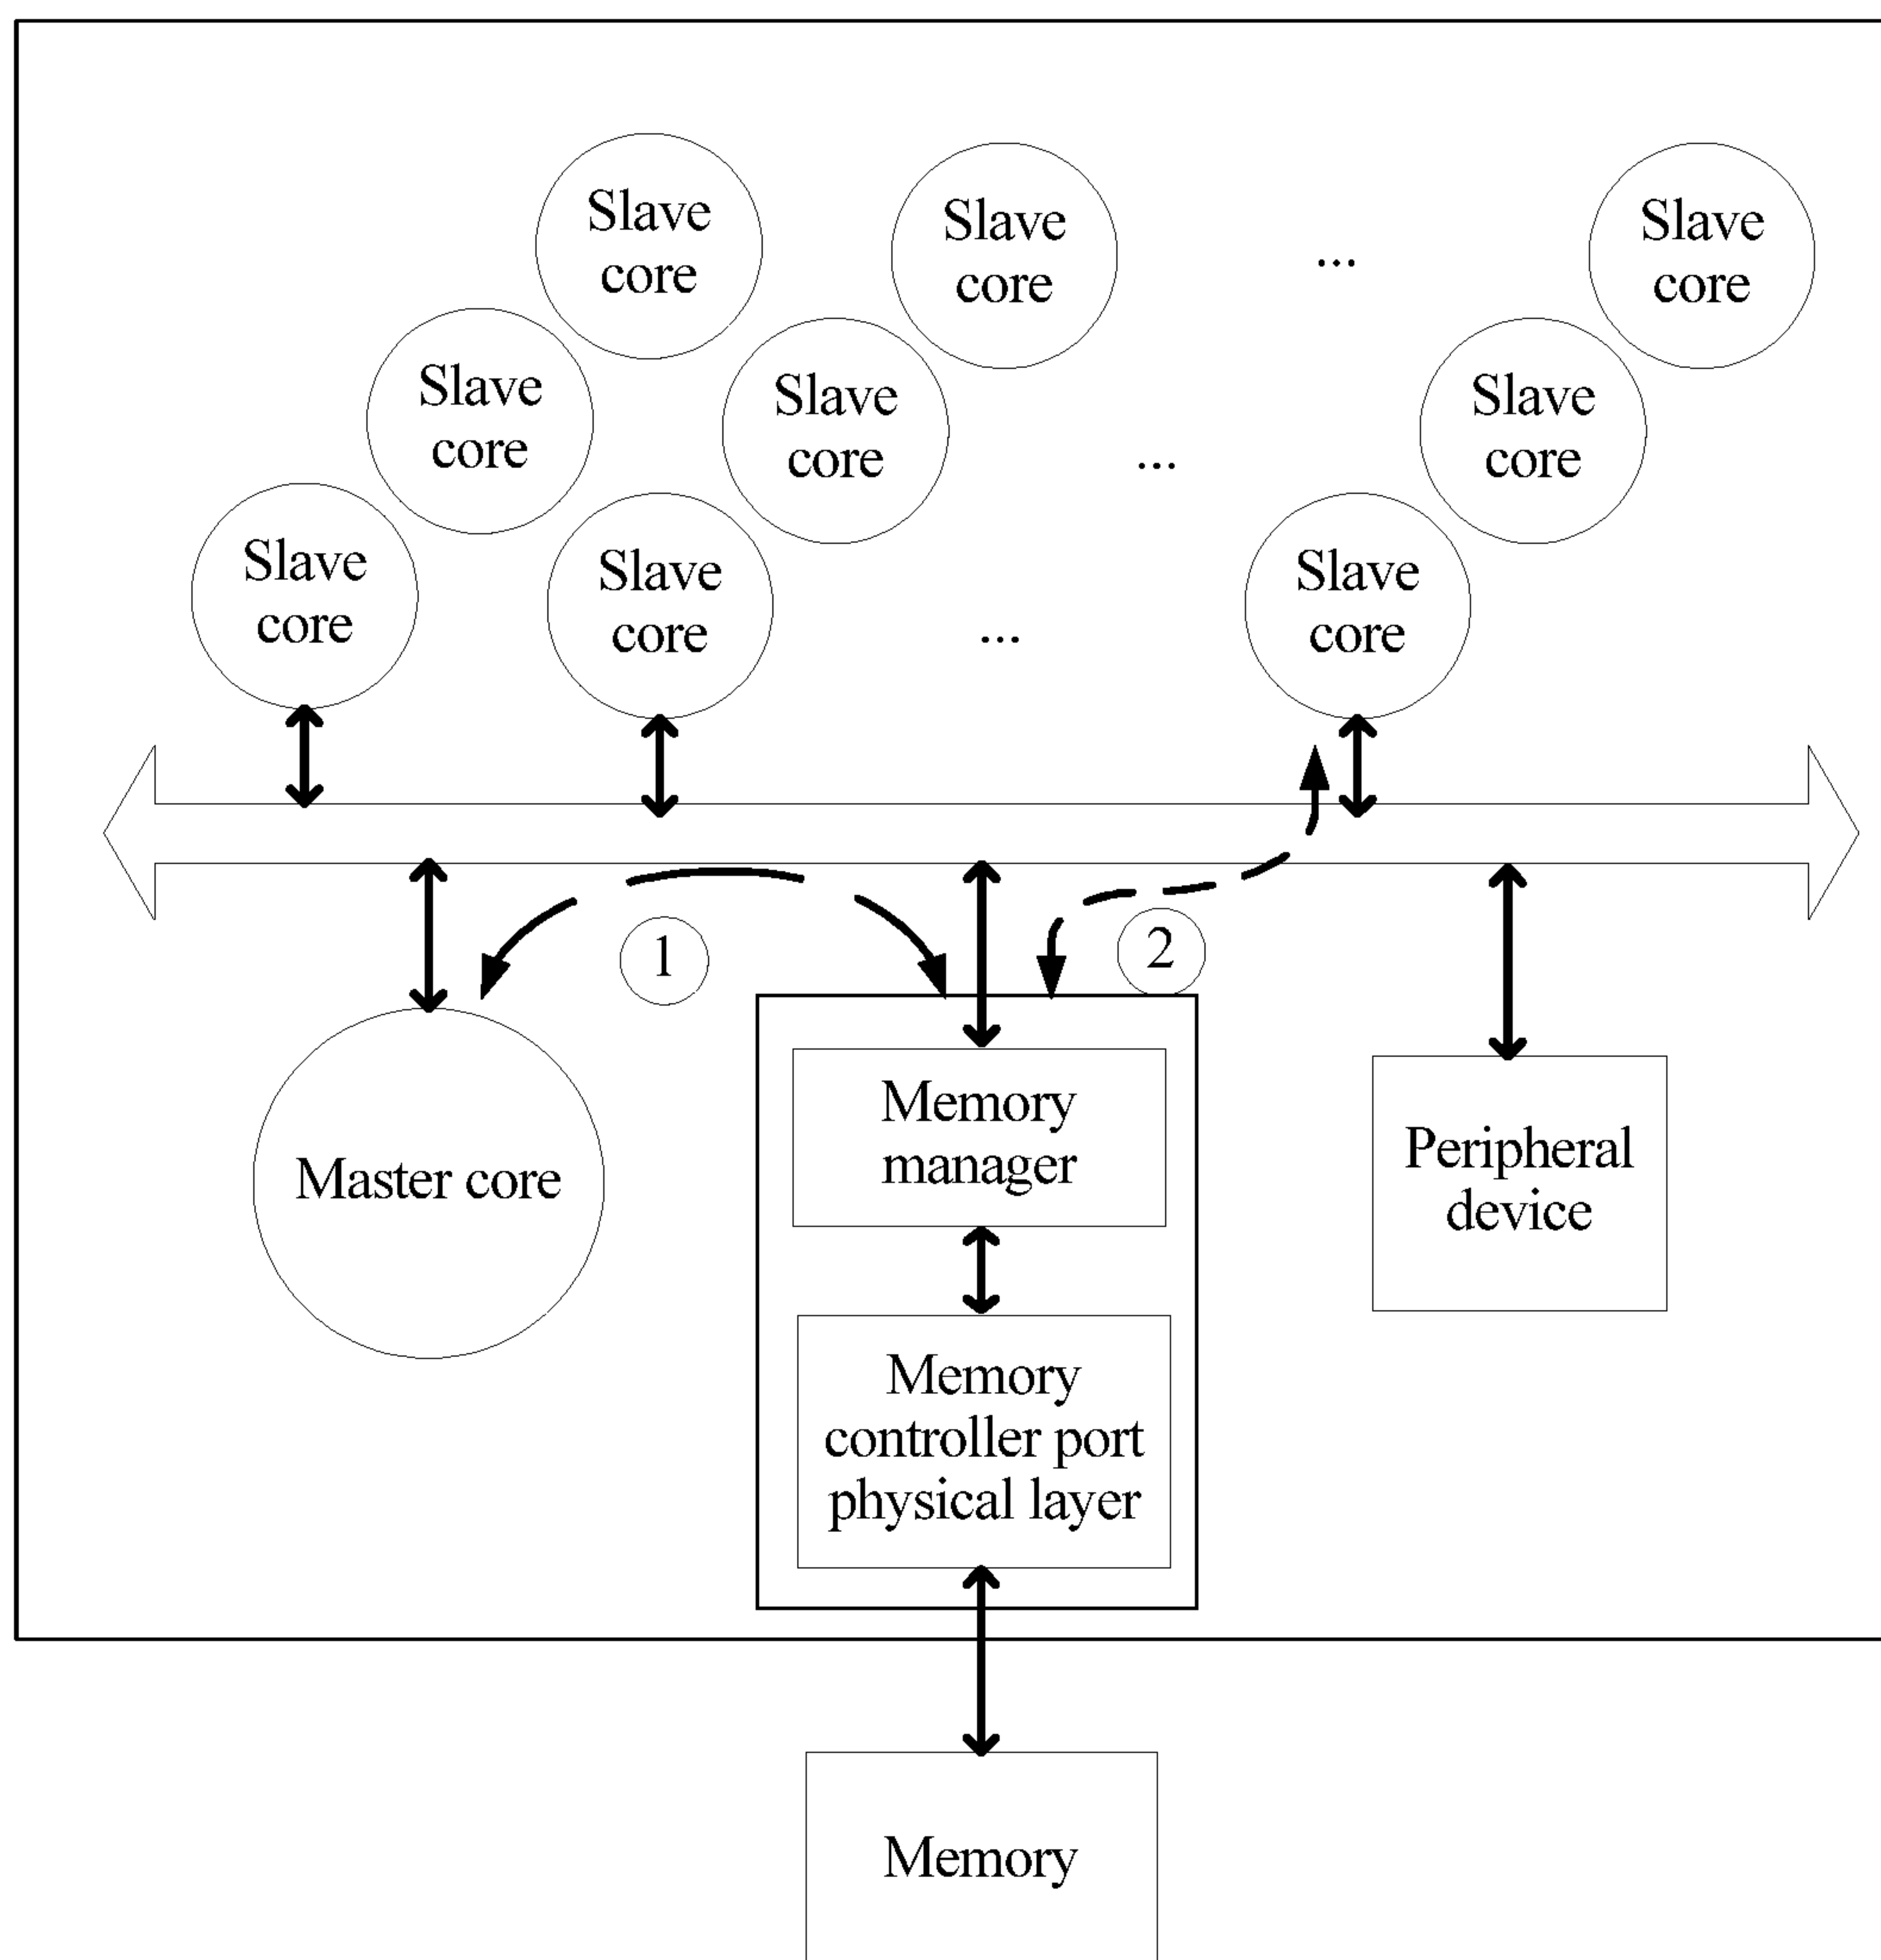 Slave
core
Slave
core
...
Slave
core
Slave
core
Slave
core
...
Slave
core
Slave
core
Slave
core
...
Slave
core
1
2
Master core
Memory
manager
Peripheral
device
Memory
controller port
physical layer
Memory